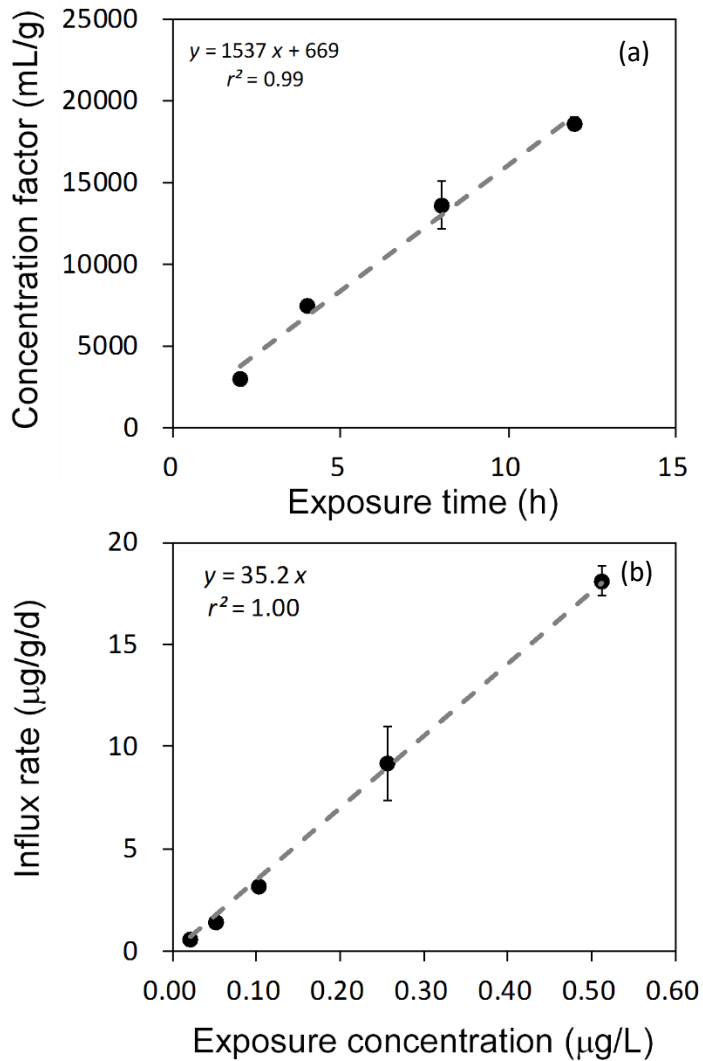 Concentration factor (mL/g)
25000
20000
15000
10000
5000
0
y = 1537 x + 669
r² = 0.99
(a)
0
5
10
15
Exposure time (h)
Influx rate (μg/g/d)
20
15
10
5
0
y = 35.2 x
r² = 1.00
(b)
0.00
0.10
0.20
0.30
0.40
0.50
0.60
Exposure concentration (μg/L)